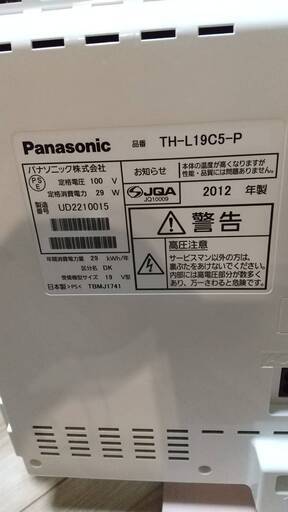 Panasonic 品番 TH-L19C5-P
パナソニック株式会社
PSE
定格電圧 100 V
定格消費電力 29 W
製造番号 UD2210015
お知らせ
本体の温度が高くなりますが
性能・品質には問題ありません。
SJQA
JQ10009
2012 年製
警告
高圧注意
サービスマン以外の方は、
裏ぶたをあけないでください。
内部には高電圧部分が数多く
あり、万一さわると危険です。
年間消費電力量 29 kWh/年
区分名 DK
受信機型サイズ 19 V型
日本製 >PS< TBMJ1741